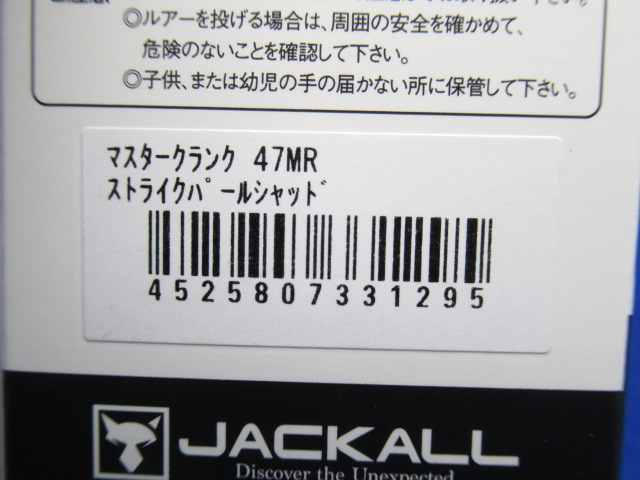 ◎ルアーを投げる場合は、周囲の安全を確かめて、
危険のないことを確認して下さい。
◎子供、または幼児の手の届かない所に保管して下さい。
マスタークランク 47MR
ストライクパールシャッド
4525807331295
JACKALL
Discover the Unexpected